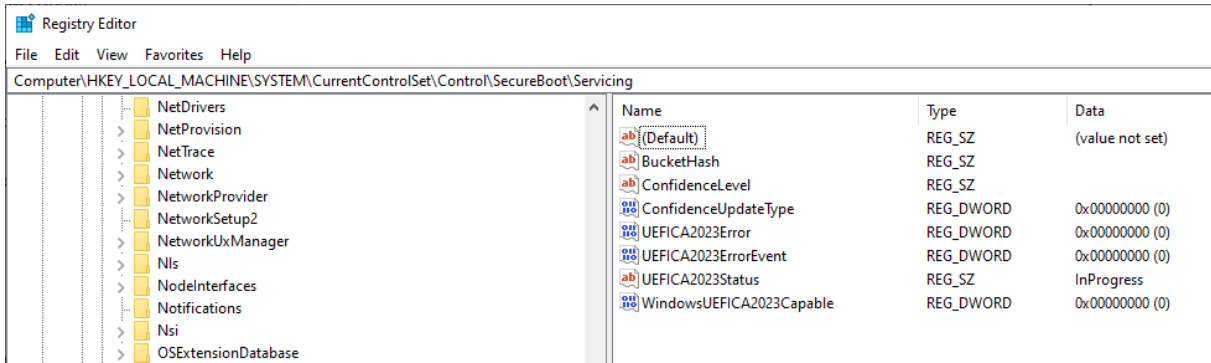 Registry Editor
File Edit View Favorites Help
Computer\HKEY_LOCAL_MACHINE\SYSTEM\CurrentControlSet\Control\SecureBoot\Servicing
NetDrivers
NetProvision
NetTrace
Network
NetworkProvider
NetworkSetup2
NetworkUxManager
Nls
NodeInterfaces
Notifications
Nsi
OSExtensionDatabase
Name Type Data
(Default) REG_SZ (value not set)
BucketHash REG_SZ
ConfidenceLevel REG_SZ
ConfidenceUpdateType REG_DWORD 0x00000000 (0)
UEFICA2023Error REG_DWORD 0x00000000 (0)
UEFICA2023ErrorEvent REG_DWORD 0x00000000 (0)
UEFICA2023Status REG_SZ InProgress
WindowsUEFICA2023Capable REG_DWORD 0x00000000 (0)